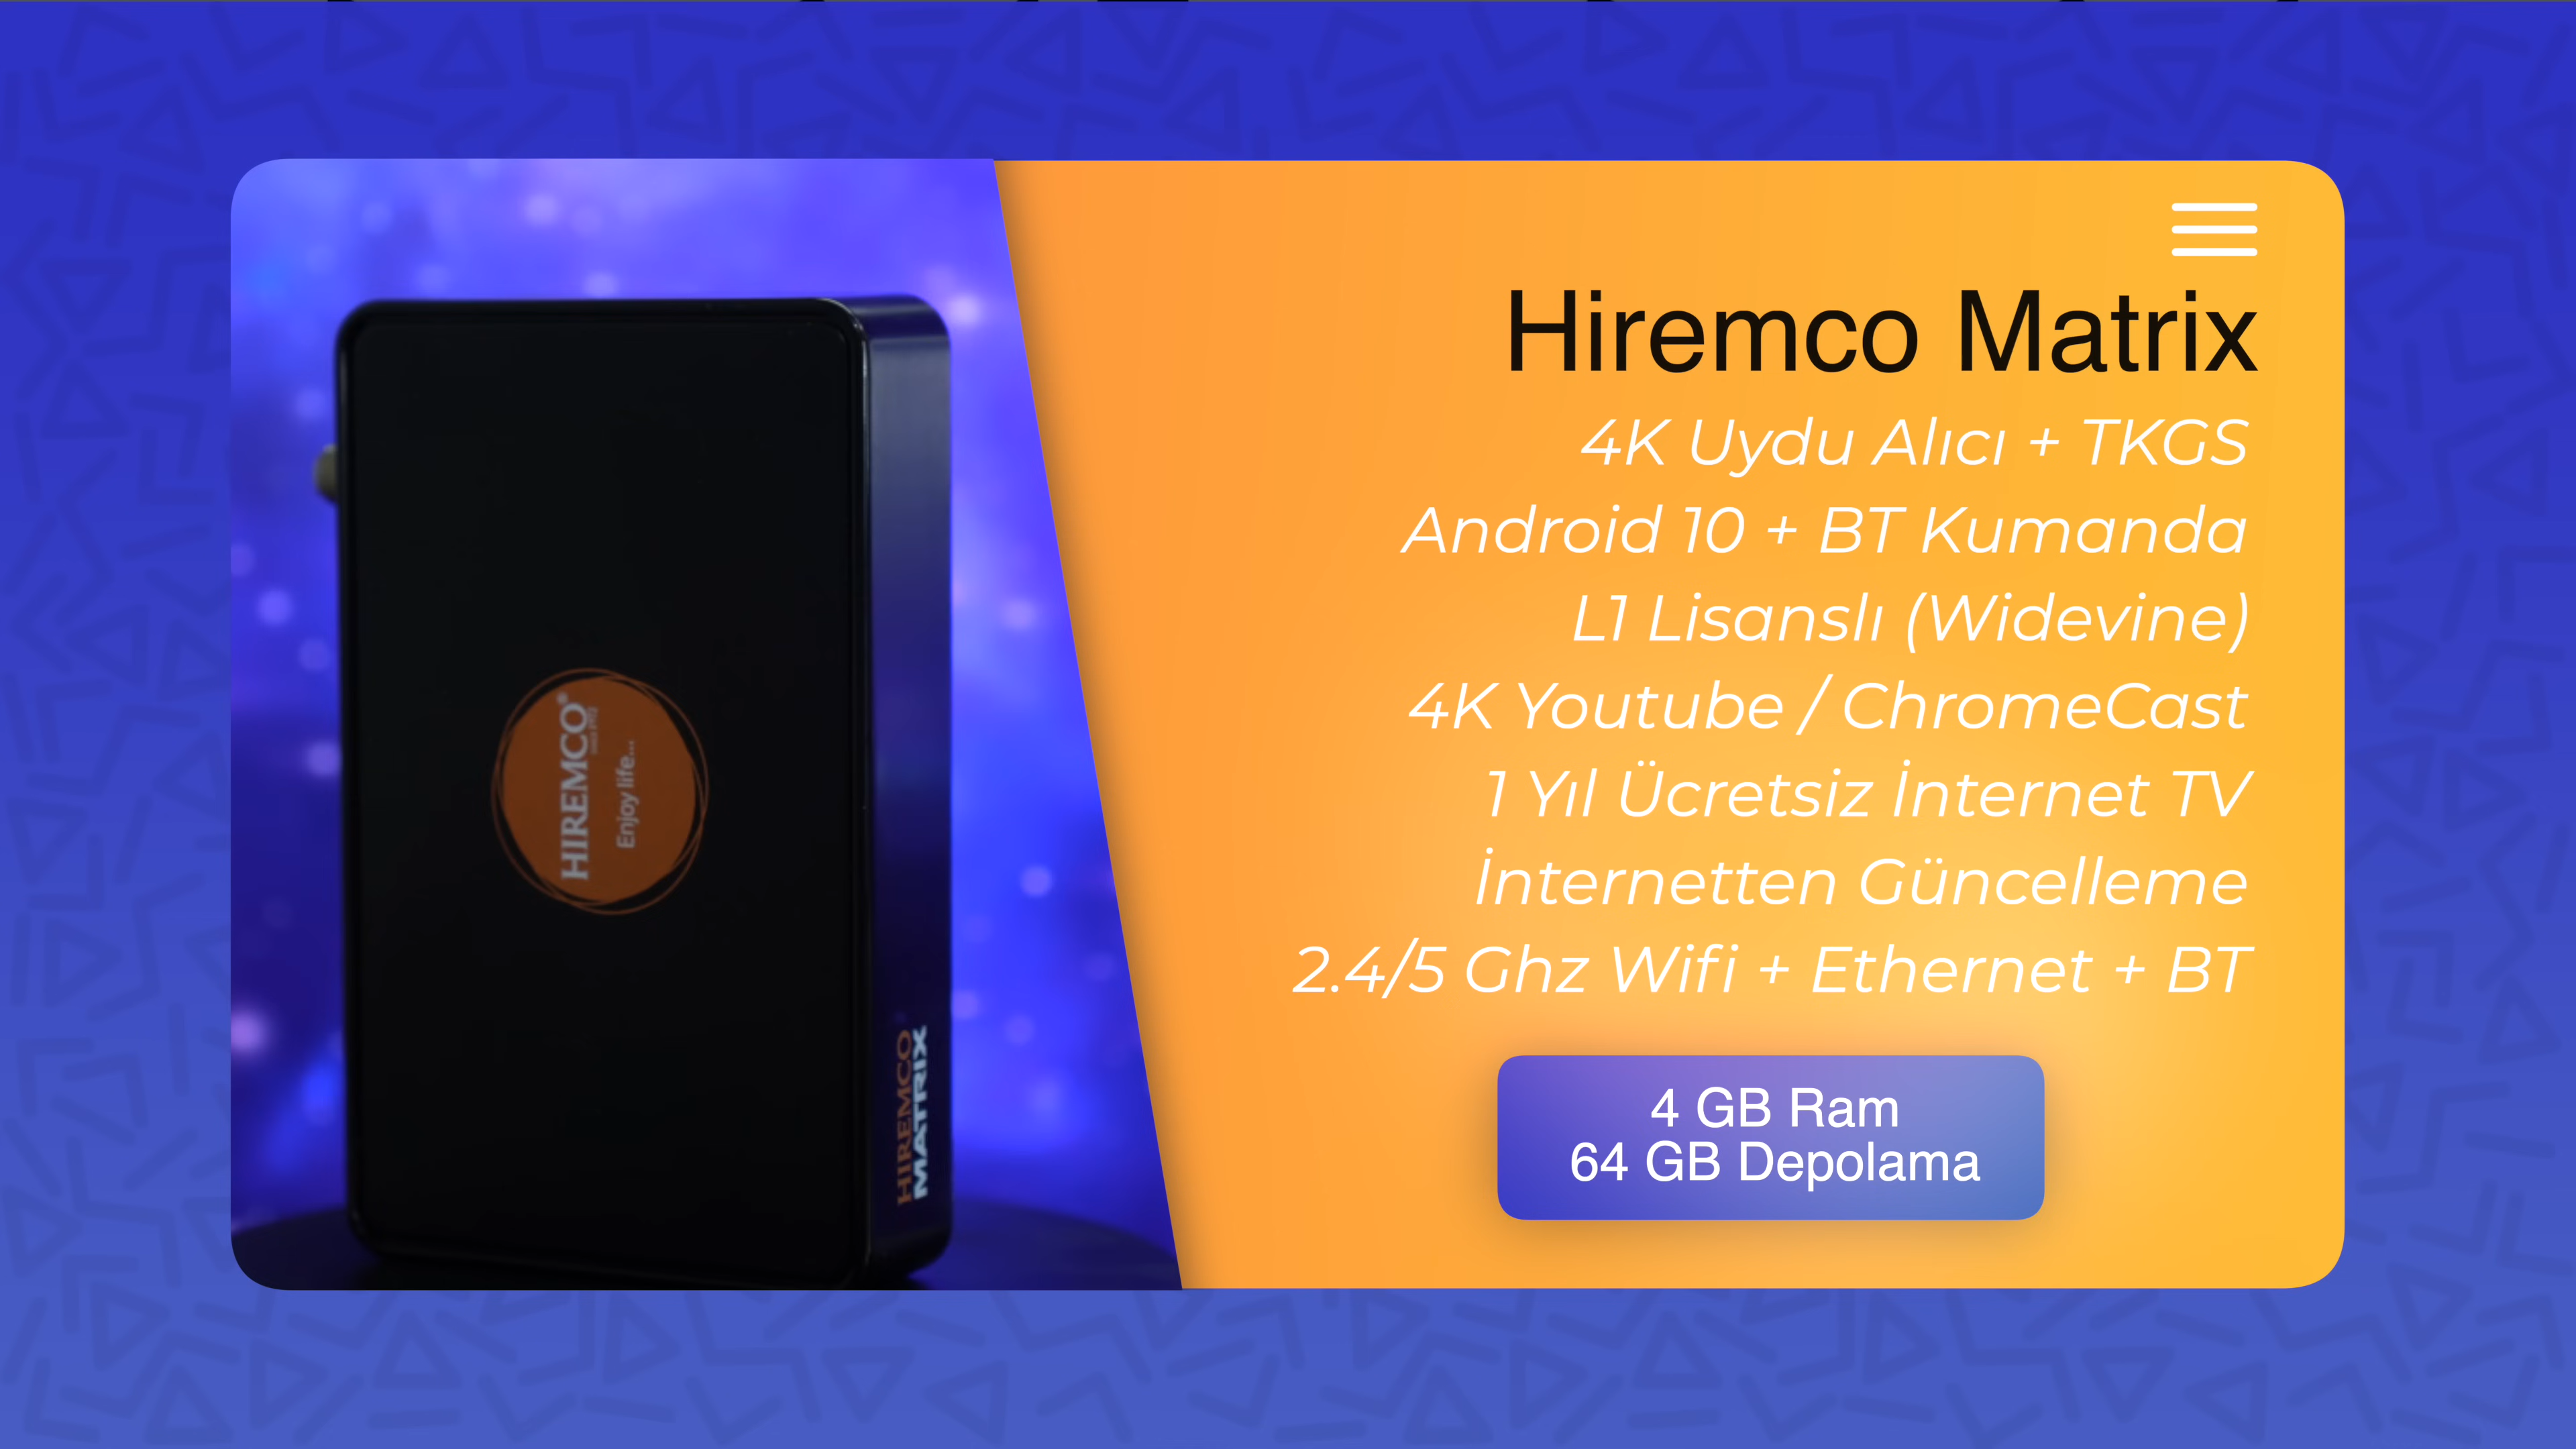 HIREMCO®
Enjoy life...
HIREMCO
MATRIX
Hiremco Matrix
4K Uydu Alıcı + TKGS
Android 10 + BT Kumanda
L1 Lisanslı (Widevine)
4K Youtube / ChromeCast
1 Yıl Ücretsiz İnternet TV
İnternetten Güncelleme
2.4/5 Ghz Wifi + Ethernet + BT
4 GB Ram
64 GB Depolama